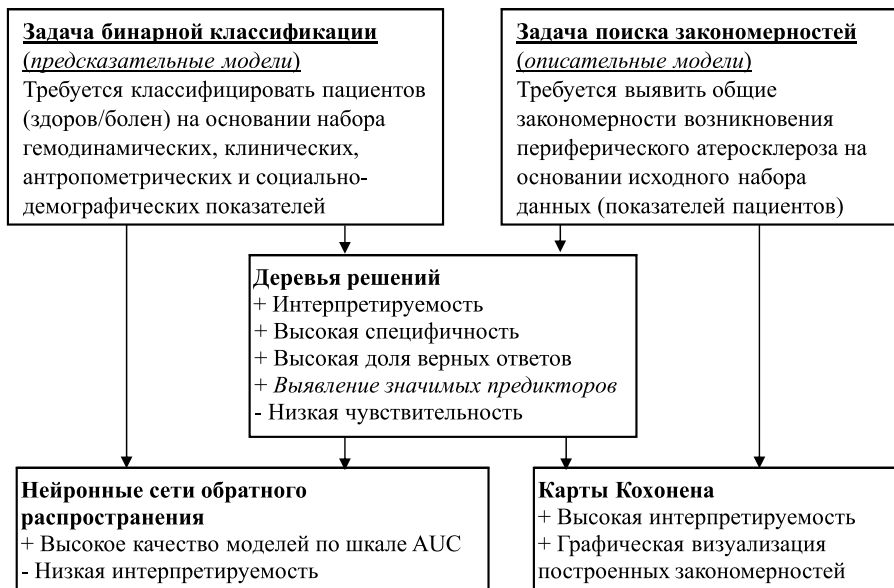 Задача бинарной классификации
(предсказательные модели)
Требуется классифицировать пациентов
(здоров/болен) на основании набора
гемодинамических, клинических,
антропометрических и социально-
демографических показателей
Задача поиска закономерностей
(описательные модели)
Требуется выявить общие
закономерности возникновения
периферического атеросклероза на
основании исходного набора
данных (показателей пациентов)
Деревья решений
+ Интерпретируемость
+ Высокая специфичность
+ Высокая доля верных ответов
+ Выявление значимых предикторов
- Низкая чувствительность
Нейронные сети обратного
распространения
+ Высокое качество моделей по шкале AUC
- Низкая интерпретируемость
Карты Кохонена
+ Высокая интерпретируемость
+ Графическая визуализация
построенных закономерностей